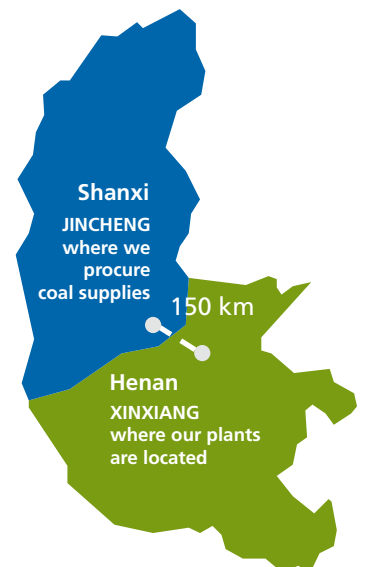 Shanxi
JINCHENG
where we
procure
coal supplies
150 km
Henan
XINXIANG
where our plants
are located